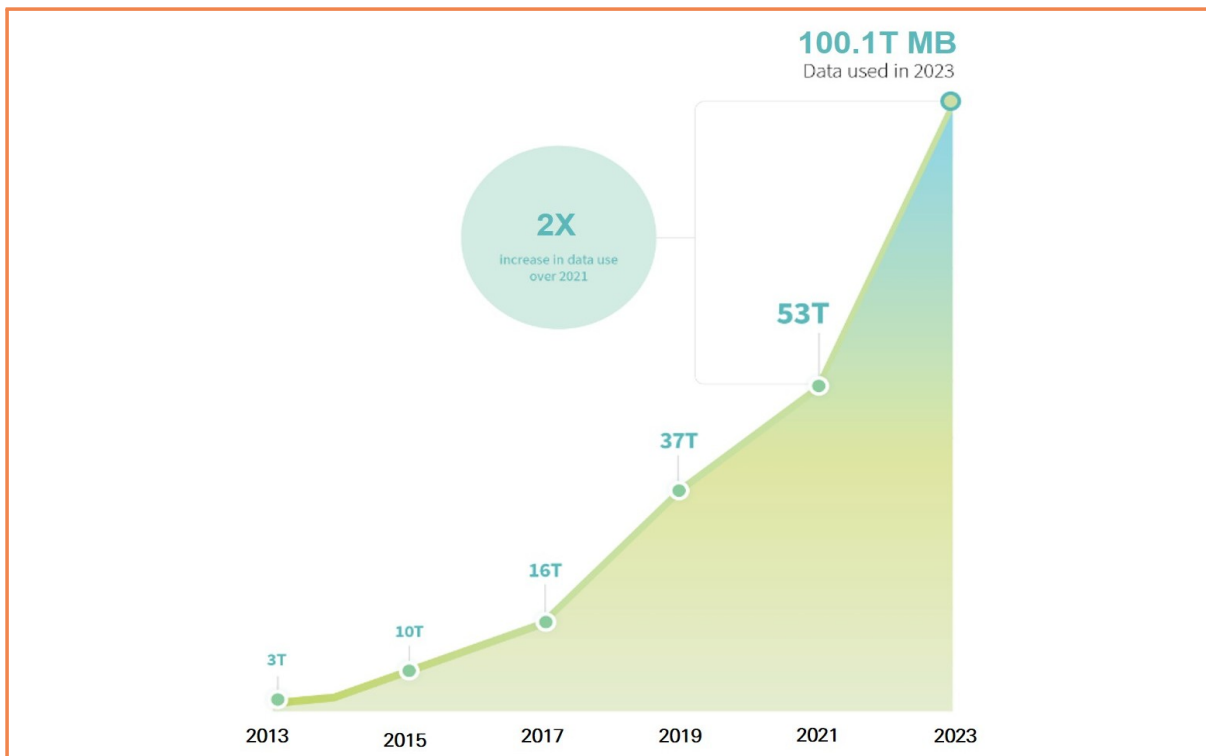 100.1T MB
Data used in 2023
2X
increase in data use
over 2021
53T
37T
16T
10T
3T
2013
2015
2017
2019
2021
2023